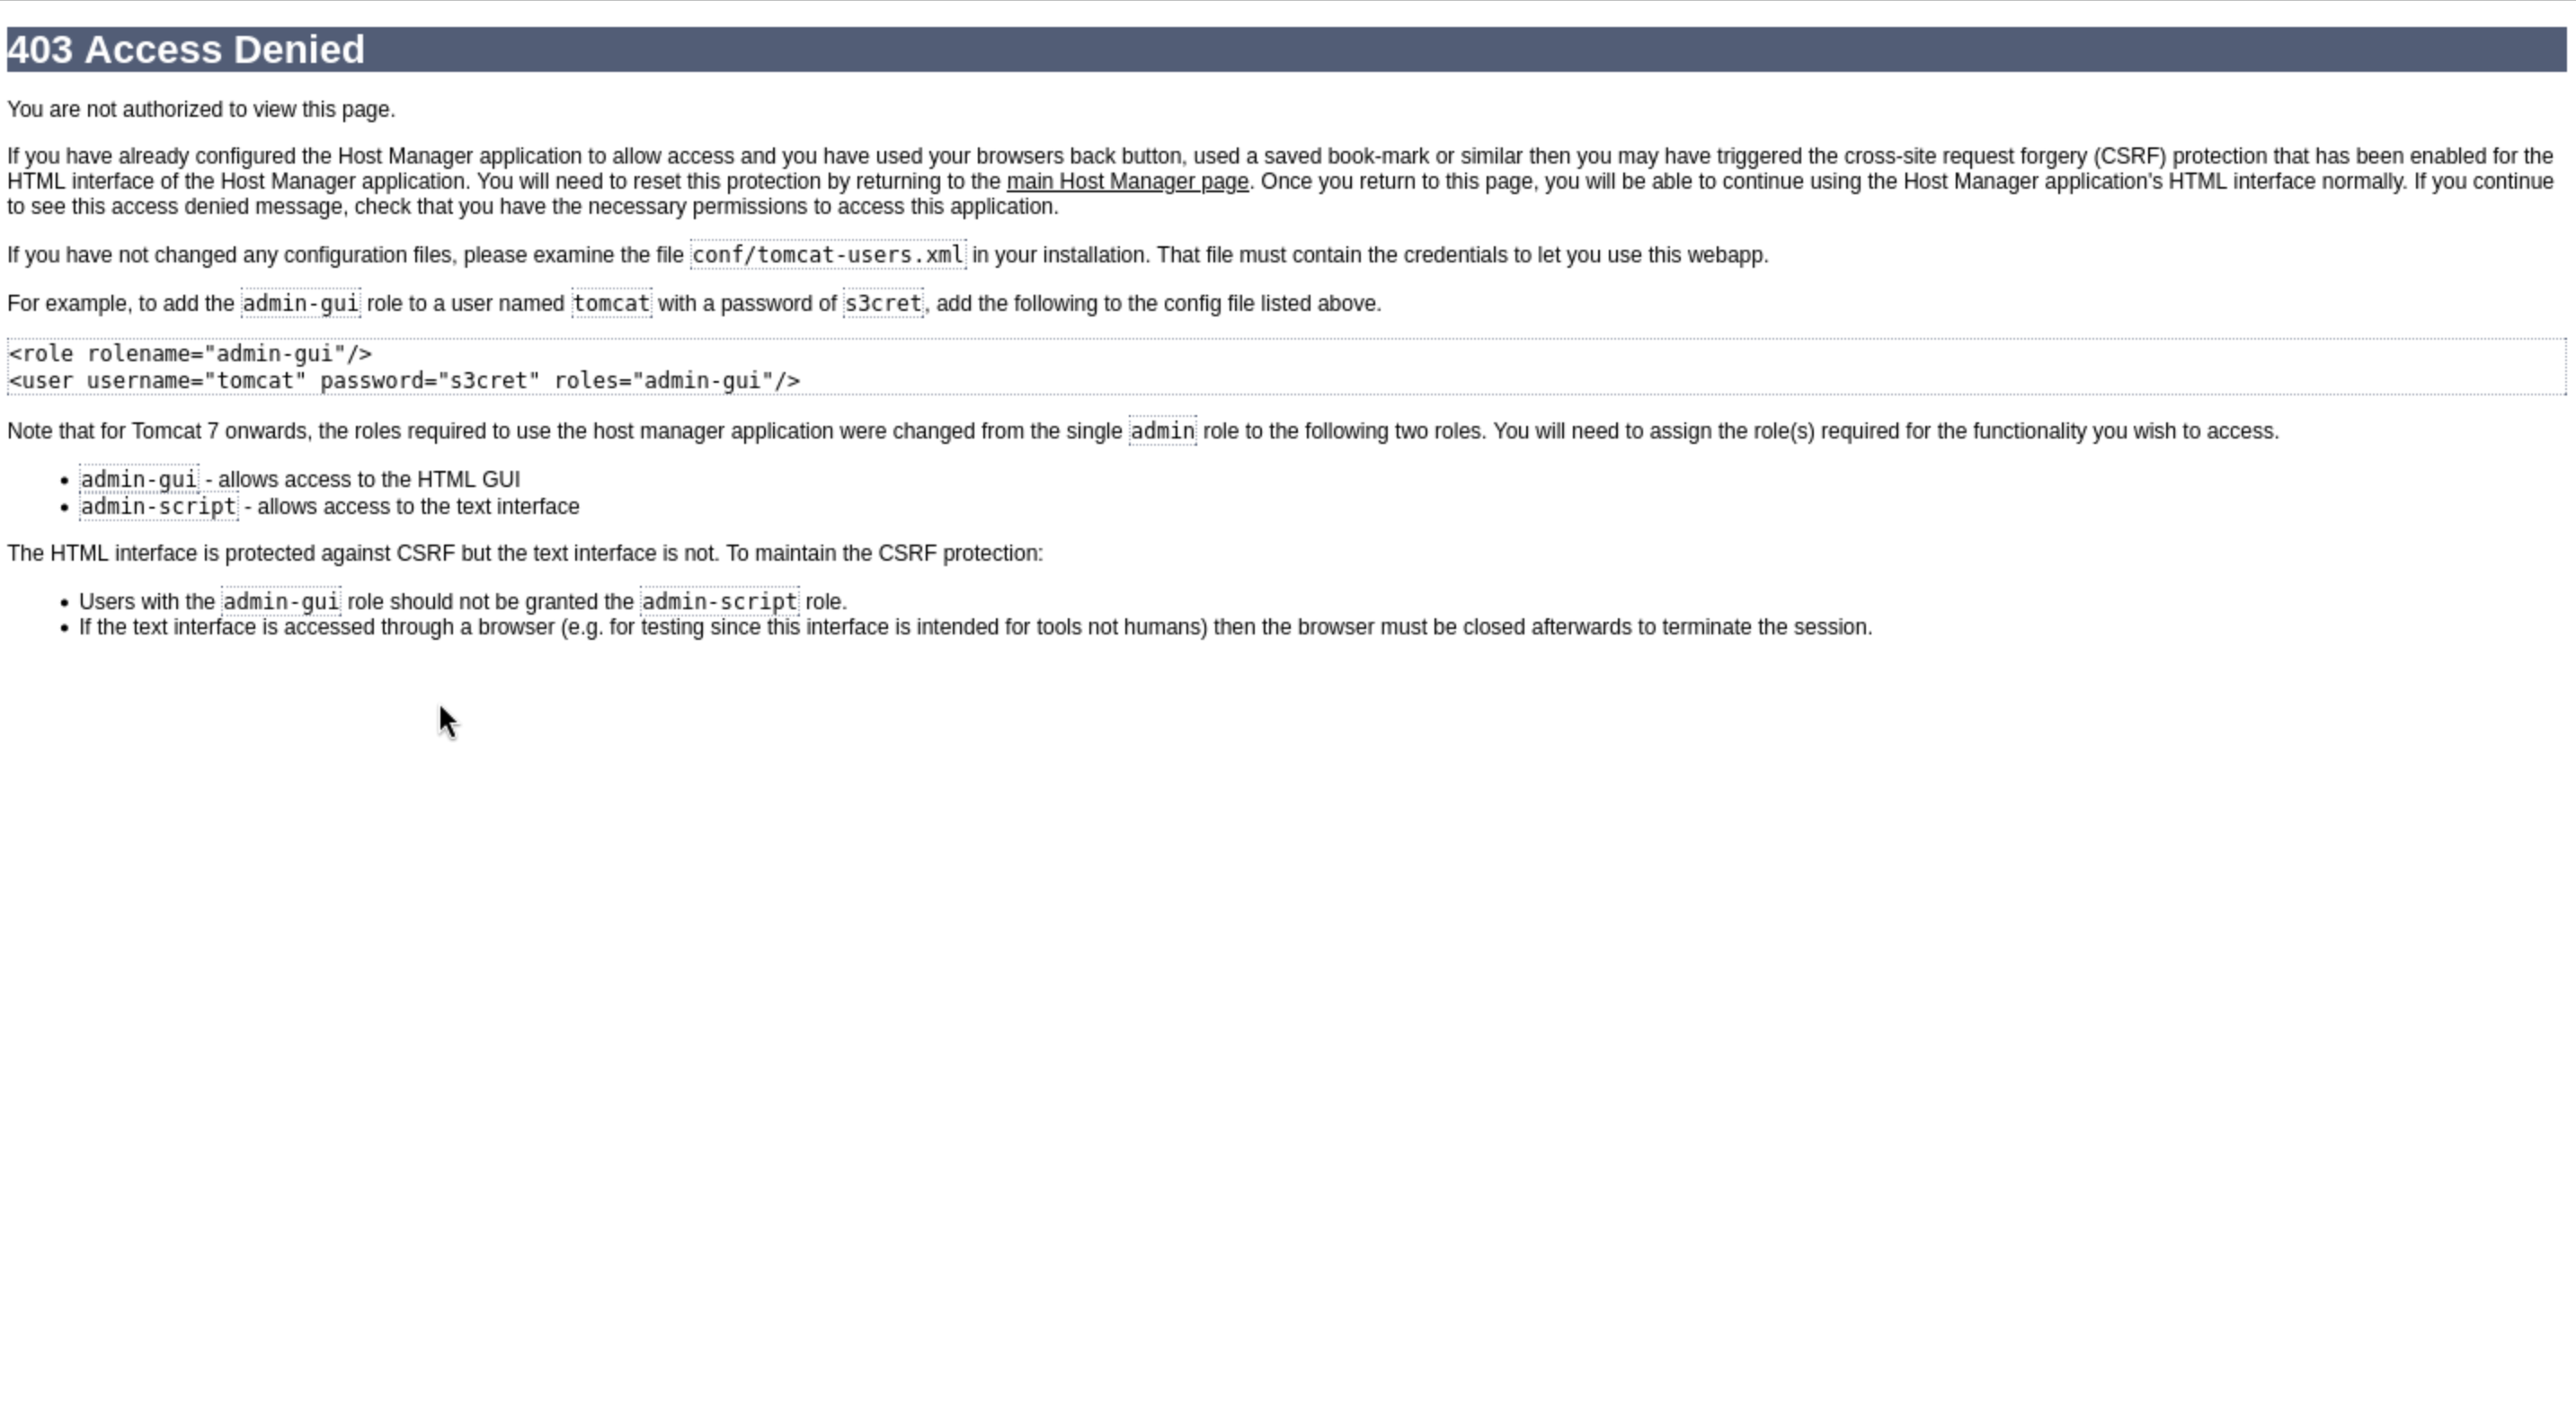 403 Access Denied
You are not authorized to view this page.
If you have already configured the Host Manager application to allow access and you have used your browsers back button, used a saved book-mark or similar then you may have triggered the cross-site request forgery (CSRF) protection that has been enabled for the
HTML interface of the Host Manager application. You will need to reset this protection by returning to the main Host Manager page. Once you return to this page, you will be able to continue using the Host Manager application's HTML interface normally. If you continue
to see this access denied message, check that you have the necessary permissions to access this application.
If you have not changed any configuration files, please examine the file conf/tomcat-users.xml in your installation. That file must contain the credentials to let you use this webapp.
For example, to add the admin-gui role to a user named tomcat with a password of s3cret, add the following to the config file listed above.
<role rolename="admin-gui"/>
<user username="tomcat" password="s3cret" roles="admin-gui"/>
Note that for Tomcat 7 onwards, the roles required to use the host manager application were changed from the single admin role to the following two roles. You will need to assign the role(s) required for the functionality you wish to access.
• admin-gui - allows access to the HTML GUI
• admin-script - allows access to the text interface
The HTML interface is protected against CSRF but the text interface is not. To maintain the CSRF protection:
• Users with the admin-gui role should not be granted the admin-script role.
• If the text interface is accessed through a browser (e.g. for testing since this interface is intended for tools not humans) then the browser must be closed afterwards to terminate the session.